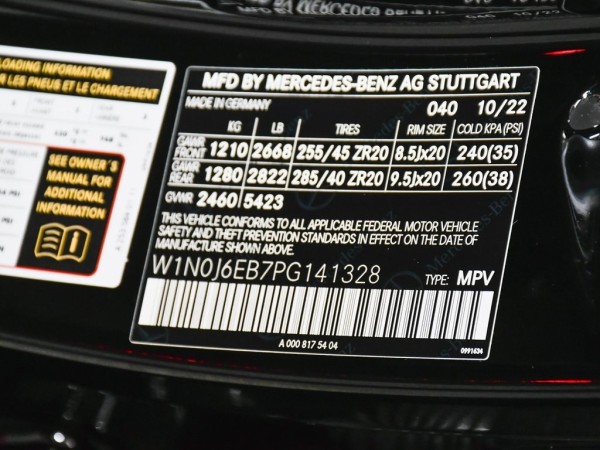 LOADING INFORMATION
R LES PNEUS ET LE CHARGEMENT
SEE OWNER'S
MANUAL FOR
ADDITIONAL
INFORMATION
MFD BY MERCEDES-BENZ AG STUTTGART
MADE IN GERMANY 040 10/22
KG LB TIRES RIM SIZE COLD KPA(PSI)
GAWR FRONT 1210 2668 255/45 ZR20 8.5Jx20 240(35)
GAWR REAR 1280 2822 285/40 ZR20 9.5Jx20 260(38)
GVWR 2460 5423
THIS VEHICLE CONFORMS TO ALL APPLICABLE FEDERAL MOTOR VEHICLE
SAFETY AND THEFT PREVENTION STANDARDS IN EFFECT ON THE DATE OF
MANUFACTURE SHOWN ABOVE.
W1N0J6EB7PG141328 TYPE: MPV
A 000 817 54 04 0991634